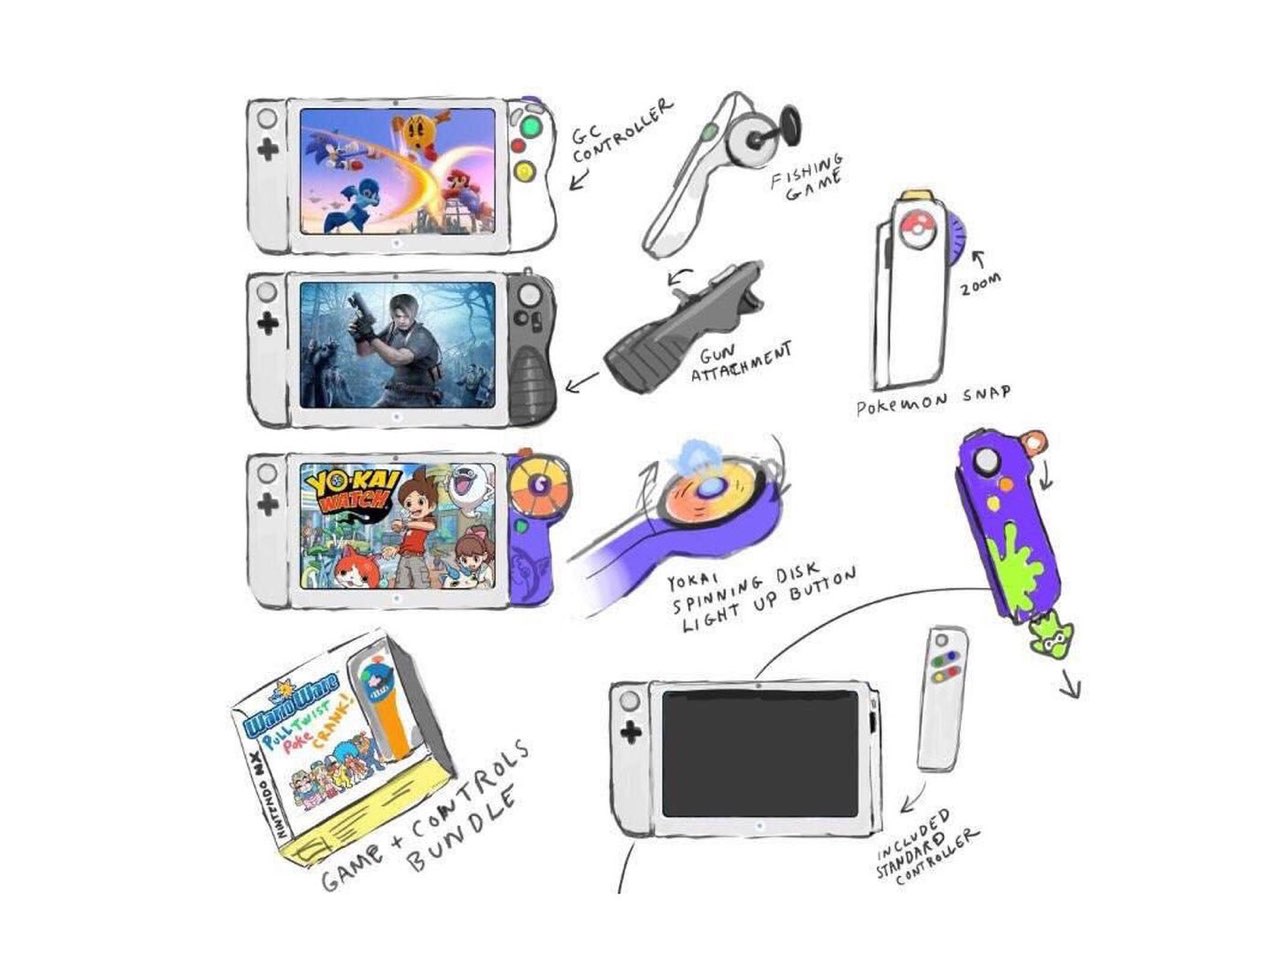 GC
CONTROLLER
FISHING
GAME
ZOOM
POKEMON SNAP
GUN
ATTATCHMENT
YO-KAI
WATCH
YOKAI
SPINNING DISK
LIGHT UP BUTTON
WarioWare
PULL TWIST
Poke CRANK!
NINTENDO NX
GAME + CONTROLS
BUNDLE
INCLUDED
STANDARD
CONTROLLER